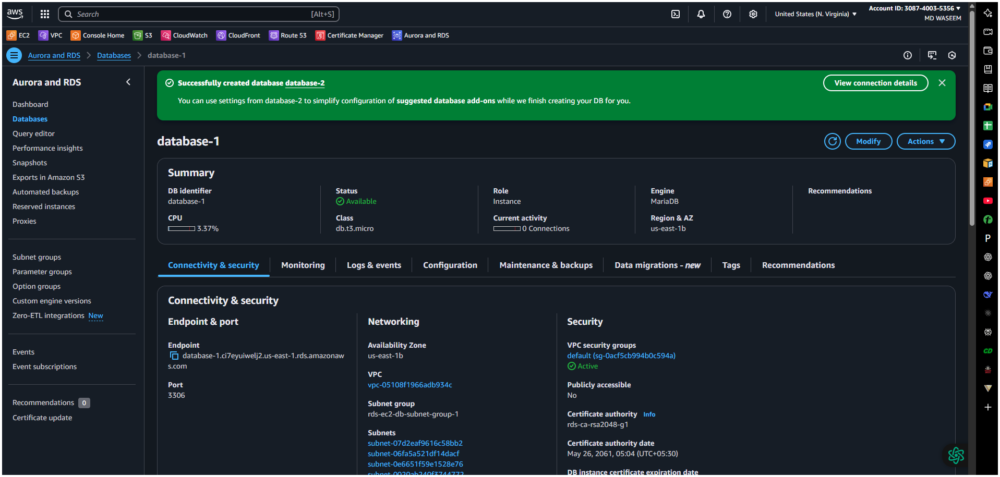 aws
Search [Alt+S]
United States (N. Virginia)
Account ID: 3087-4003-5356
MD WASEEM
EC2 VPC Console Home S3 CloudWatch CloudFront Route 53 Certificate Manager Aurora and RDS
Aurora and RDS Databases database-1
Aurora and RDS
Dashboard
Databases
Query editor
Performance insights
Snapshots
Exports in Amazon S3
Automated backups
Reserved instances
Proxies
Subnet groups
Parameter groups
Option groups
Custom engine versions
Zero-ETL integrations New
Events
Event subscriptions
Recommendations 0
Certificate update
Successfully created database database-2
View connection details
You can use settings from database-2 to simplify configuration of suggested database add-ons while we finish creating your DB for you.
database-1
Modify
Actions
Summary
DB identifier
database-1
CPU
3.37%
Status
Available
Class
db.t3.micro
Role
Instance
Current activity
0 Connections
Engine
MariaDB
Region & AZ
us-east-1b
Recommendations
Connectivity & security Monitoring Logs & events Configuration Maintenance & backups Data migrations - new Tags Recommendations
Connectivity & security
Endpoint & port
Endpoint
database-1.ci7eyuiwelj2.us-east-1.rds.amazonaw
s.com
Port
3306
Networking
Availability Zone
us-east-1b
VPC
vpc-05108f1966adb934c
Subnet group
rds-ec2-db-subnet-group-1
Subnets
subnet-07d2eaf9616c58bb2
subnet-06fa5a521df14dacf
subnet-0e6651f59e1528e76
subnet-0020ab240f3744772
Security
VPC security groups
default (sg-0acf5cb994b0c594a)
Active
Publicly accessible
No
Certificate authority Info
rds-ca-rsa2048-g1
Certificate authority date
May 26, 2061, 05:04 (UTC+05:30)
DB instance certificate expiration date
P
CD